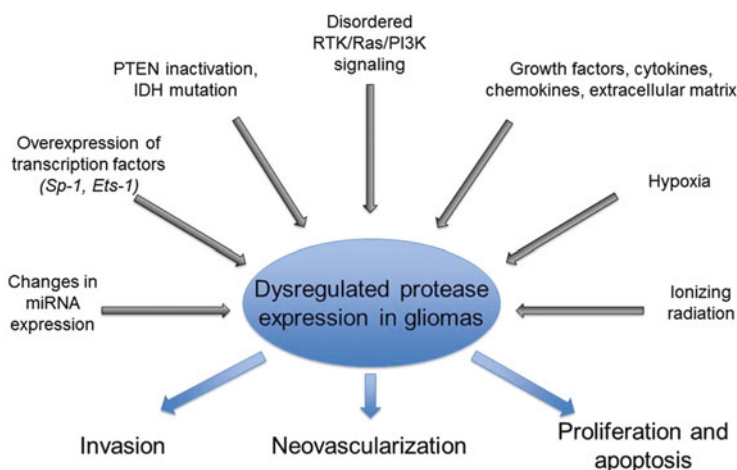 Disordered
RTK/Ras/PI3K
signaling
PTEN inactivation,
IDH mutation
Growth factors, cytokines,
chemokines, extracellular matrix
Overexpression of
transcription factors
(Sp-1, Ets-1)
Hypoxia
Changes in
miRNA
expression
Dysregulated protease
expression in gliomas
Ionizing
radiation
Invasion
Neovascularization
Proliferation and
apoptosis